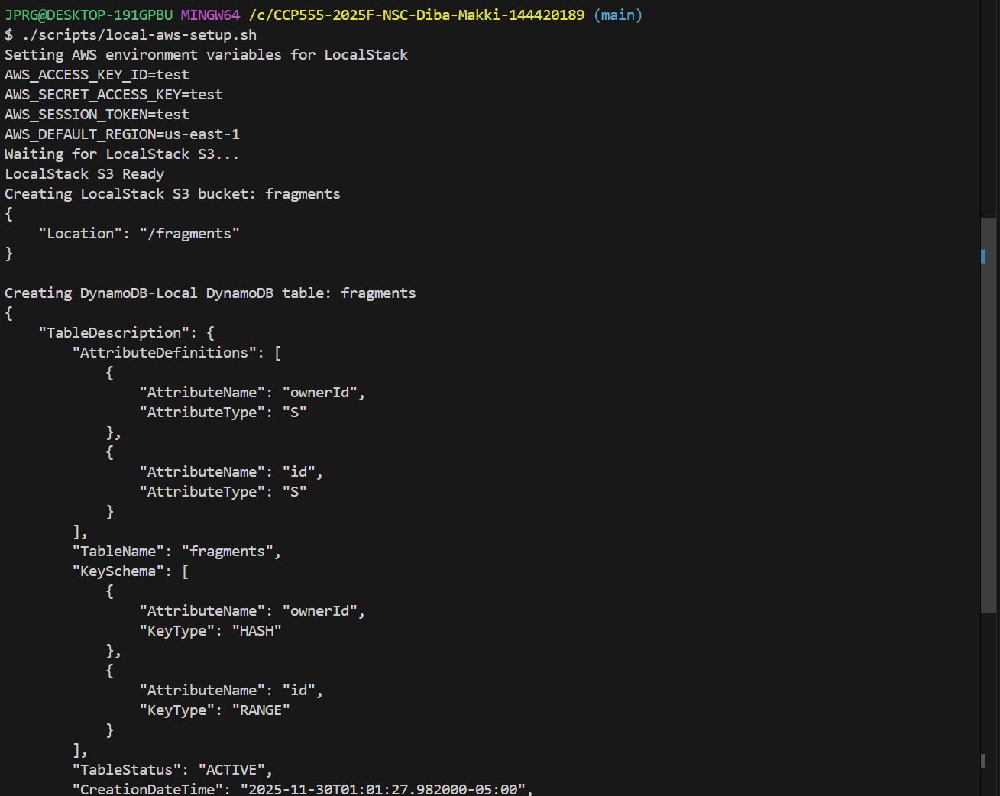 JPRG@DESKTOP-191GPBU MINGW64 /c/CCP555-2025F-NSC-Diba-Makki-144420189 (main)
$ ./scripts/local-aws-setup.sh
Setting AWS environment variables for LocalStack
AWS_ACCESS_KEY_ID=test
AWS_SECRET_ACCESS_KEY=test
AWS_SESSION_TOKEN=test
AWS_DEFAULT_REGION=us-east-1
Waiting for LocalStack S3...
LocalStack S3 Ready
Creating LocalStack S3 bucket: fragments
{
    "Location": "/fragments"
}

Creating DynamoDB-Local DynamoDB table: fragments
{
    "TableDescription": {
        "AttributeDefinitions": [
            {
                "AttributeName": "ownerId",
                "AttributeType": "S"
            },
            {
                "AttributeName": "id",
                "AttributeType": "S"
            }
        ],
        "TableName": "fragments",
        "KeySchema": [
            {
                "AttributeName": "ownerId",
                "KeyType": "HASH"
            },
            {
                "AttributeName": "id",
                "KeyType": "RANGE"
            }
        ],
        "TableStatus": "ACTIVE",
        "CreationDateTime": "2025-11-30T01:01:27.982000-05:00",